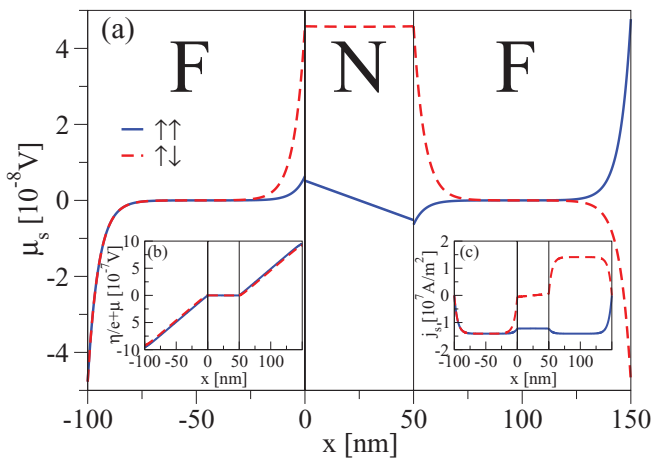 (a)
F N F
↑↑
↑↓
μs [10-8V]
4
2
0
-2
-4
-100 -50 0 50 100 150
x [nm]
(b)
η/e+μ [10-7V]
10
5
0
-5
-10
-100 -50 0 50 100
x [nm]
(c)
js [107A/m2]
2
1
0
-1
-2
-100 -50 0 50 100
x [nm]